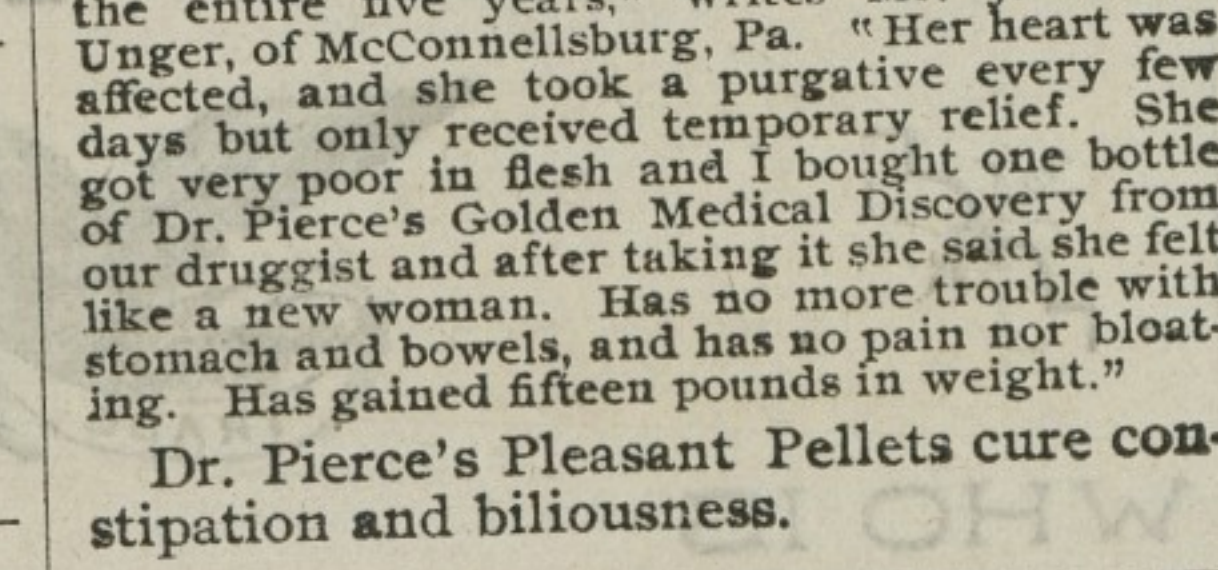 the entire five years,"
Unger, of McConnellsburg, Pa. "Her heart was
affected, and she took a purgative every few
days but only received temporary relief. She
got very poor in flesh and I bought one bottle
of Dr. Pierce's Golden Medical Discovery from
our druggist and after taking it she said she felt
like a new woman. Has no more trouble with
stomach and bowels, and has no pain nor bloat-
ing. Has gained fifteen pounds in weight."
Dr. Pierce's Pleasant Pellets cure con-
stipation and biliousness.